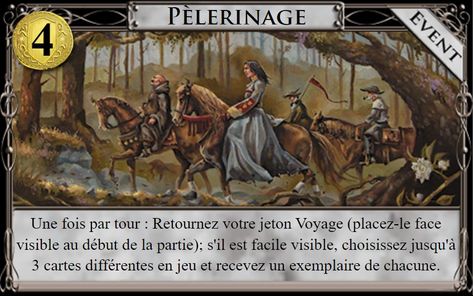 PÈLERINAGE
4
EVENT
Une fois par tour : Retournez votre jeton Voyage (placez-le face
visible au début de la partie); s'il est facile visible, choisissez jusqu'à
3 cartes différentes en jeu et recevez un exemplaire de chacune.